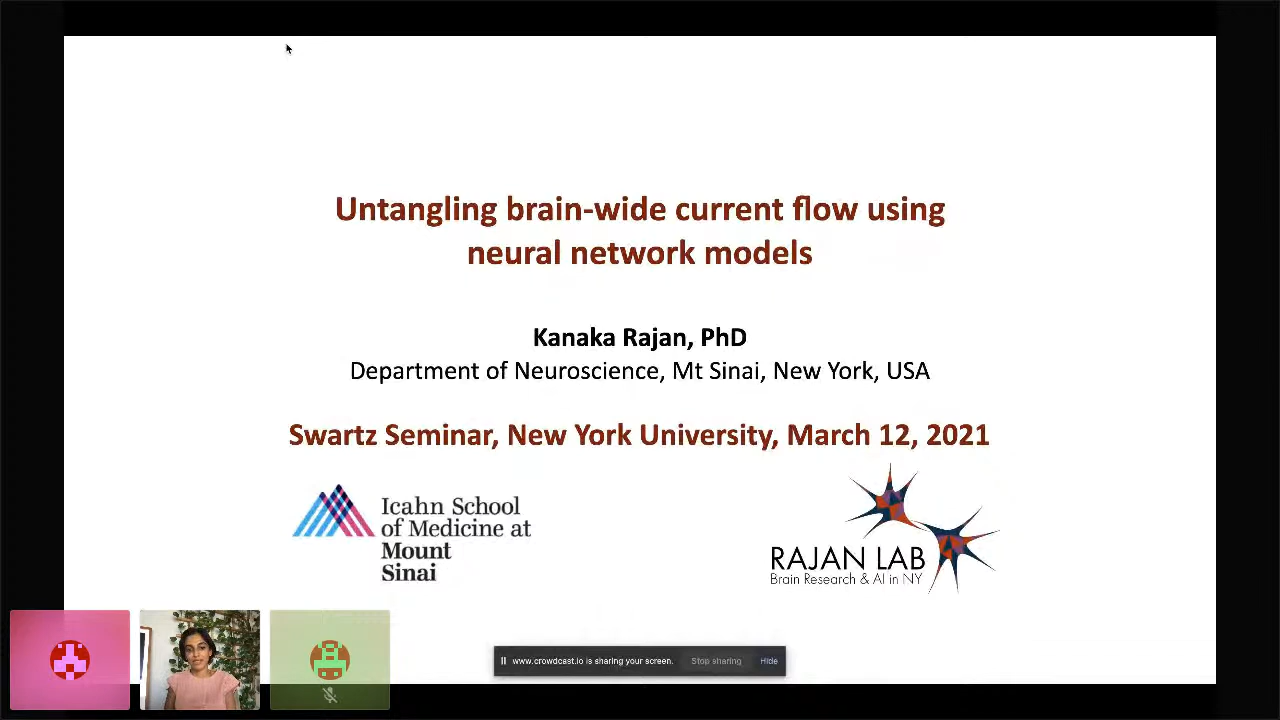 Untangling brain-wide current flow using
neural network models
Kanaka Rajan, PhD
Department of Neuroscience, Mt Sinai, New York, USA
Swartz Seminar, New York University, March 12, 2021
Icahn School
of Medicine at
Mount
Sinai
RAJAN LAB
Brain Research & AI in NY
www.crowdcast.io is sharing your screen. Stop sharing Hide